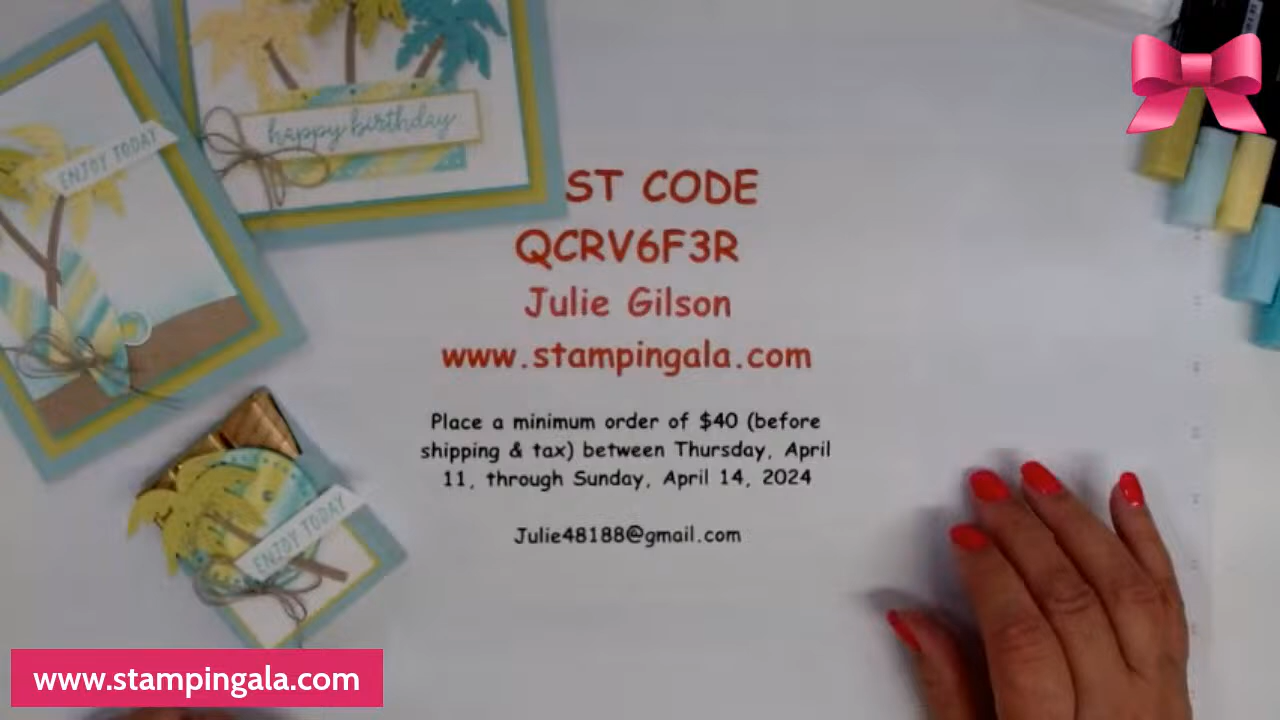 happy birthday
ENJOY TODAY
ST CODE
QCRV6F3R
Julie Gilson
www.stampingala.com
Place a minimum order of $40 (before
shipping & tax) between Thursday, April
11, through Sunday, April 14, 2024
Julie48188@gmail.com
ENJOY TODAY
www.stampingala.com